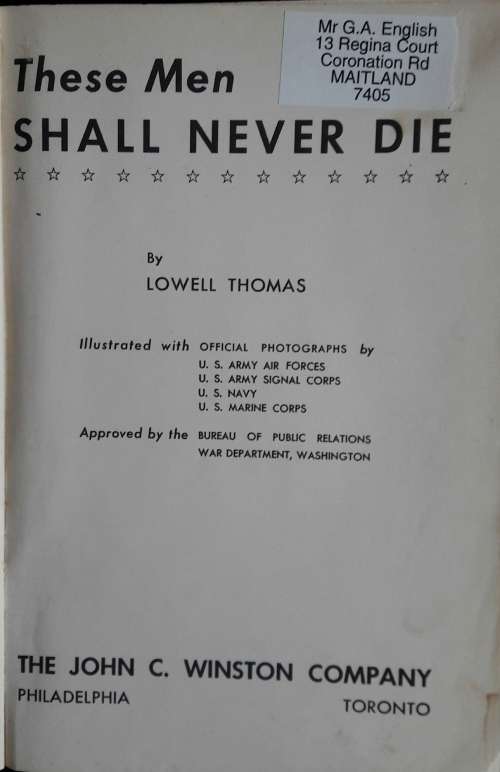 Mr G.A. English
13 Regina Court
Coronation Rd
MAITLAND
7405
These Men
SHALL NEVER DIE
☆ ☆ ☆ ☆ ☆ ☆ ☆ ☆ ☆ ☆ ☆ ☆ ☆
By
LOWELL THOMAS
Illustrated with OFFICIAL PHOTOGRAPHS by
U. S. ARMY AIR FORCES
U. S. ARMY SIGNAL CORPS
U. S. NAVY
U. S. MARINE CORPS
Approved by the BUREAU OF PUBLIC RELATIONS
WAR DEPARTMENT, WASHINGTON
THE JOHN C. WINSTON COMPANY
PHILADELPHIA TORONTO